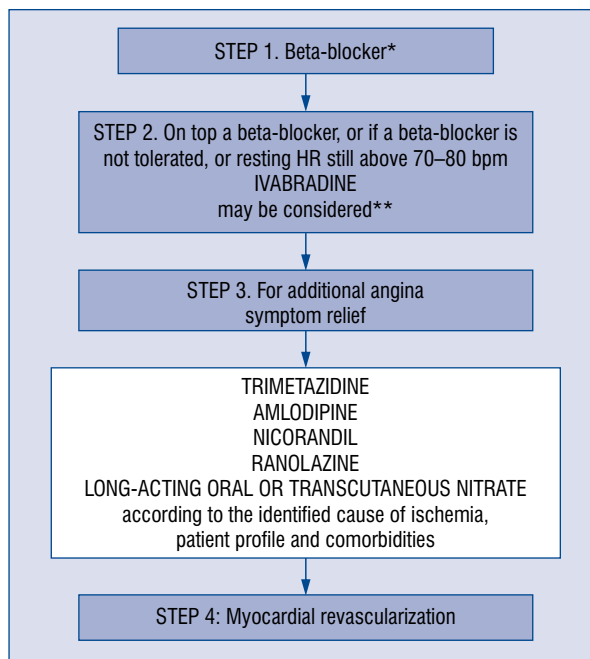 STEP 1. Beta-blocker*
STEP 2. On top a beta-blocker, or if a beta-blocker is
not tolerated, or resting HR still above 70–80 bpm
IVABRADINE
may be considered**
STEP 3. For additional angina
symptom relief
TRIMETAZIDINE
AMLODIPINE
NICORANDIL
RANOLAZINE
LONG-ACTING ORAL OR TRANSCUTANEOUS NITRATE
according to the identified cause of ischemia,
patient profile and comorbidities
STEP 4: Myocardial revascularization